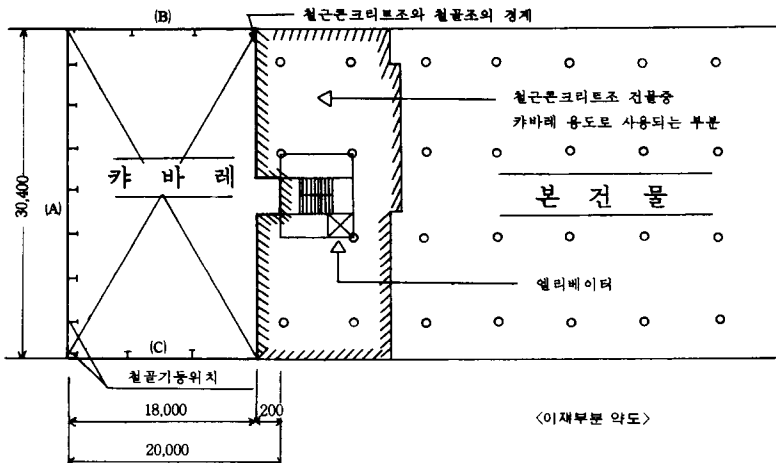 (B)
철근콘크리트조와 철골조의 경계
철근콘크리트조 건물중
캬바레 용도로 사용되는 부분
캬 바 레
본 건 물
30,400
(A)
엘리베이터
(C)
철골기둥위치
18,000
200
20,000
〈이재부분 약도〉